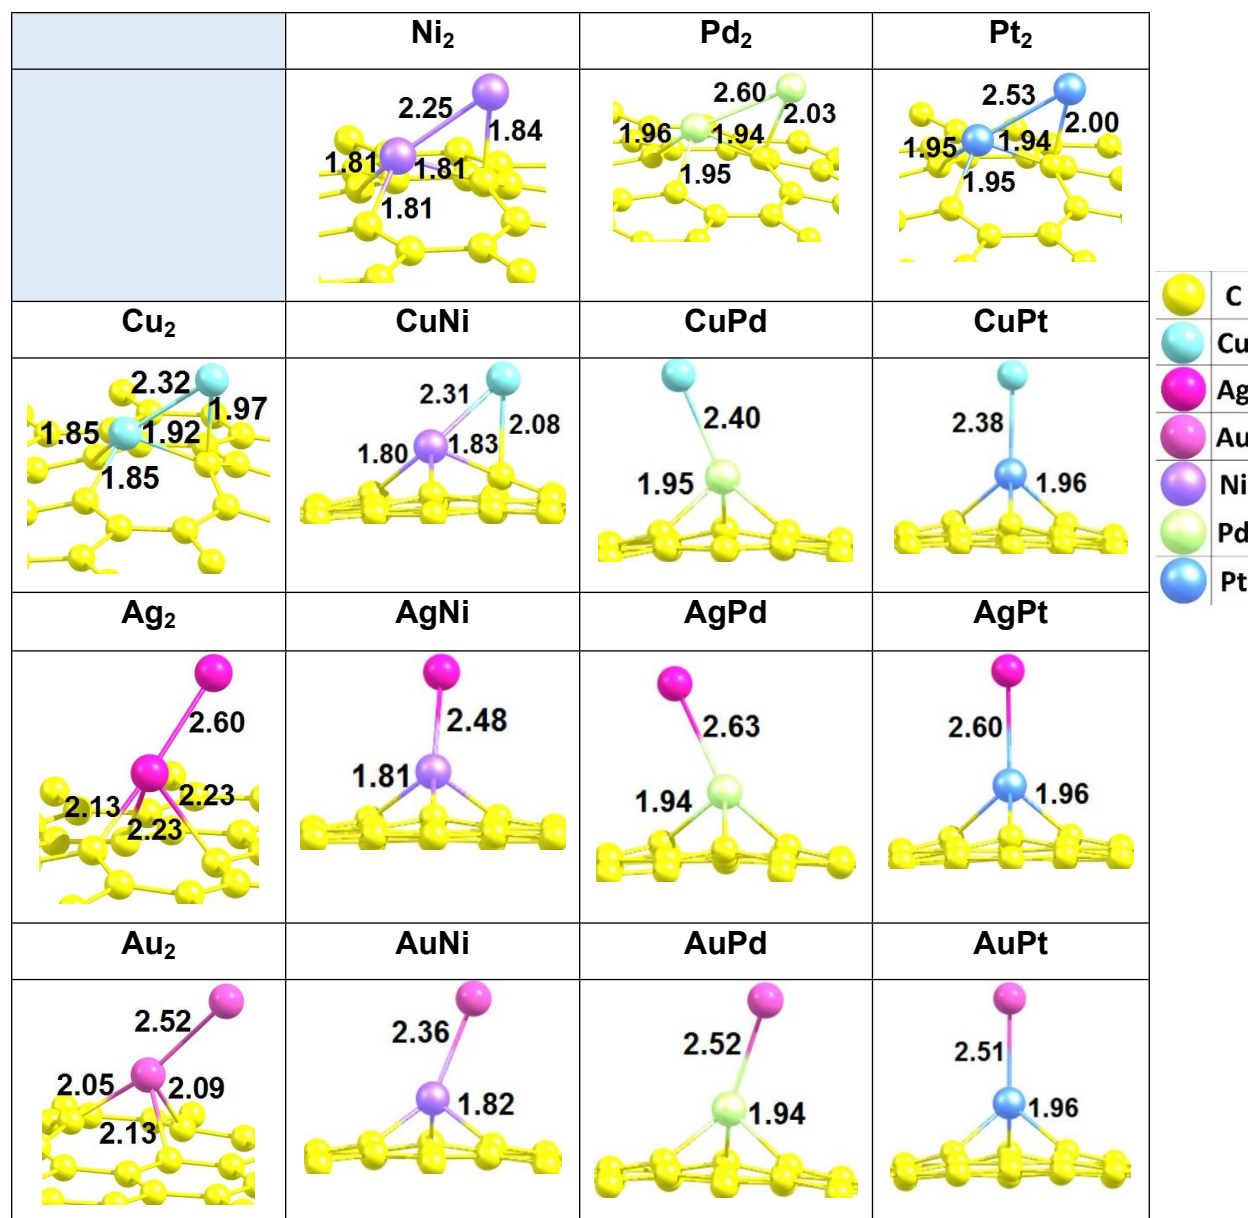 Ni₂ Pd₂ Pt₂
2.25 1.84 1.81 1.81 1.81
2.60 2.03 1.96 1.94 1.95
2.53 2.00 1.95 1.94 1.95
Cu₂ CuNi CuPd CuPt
2.32 1.97 1.85 1.92 1.85
2.31 2.08 1.80 1.83
2.40 1.95
2.38 1.96
Ag₂ AgNi AgPd AgPt
2.60 2.13 2.23 2.23
2.48 1.81
2.63 1.94
2.60 1.96
Au₂ AuNi AuPd AuPt
2.52 2.05 2.09 2.13
2.36 1.82
2.52 1.94
2.51 1.96
C
Cu
Ag
Au
Ni
Pd
Pt